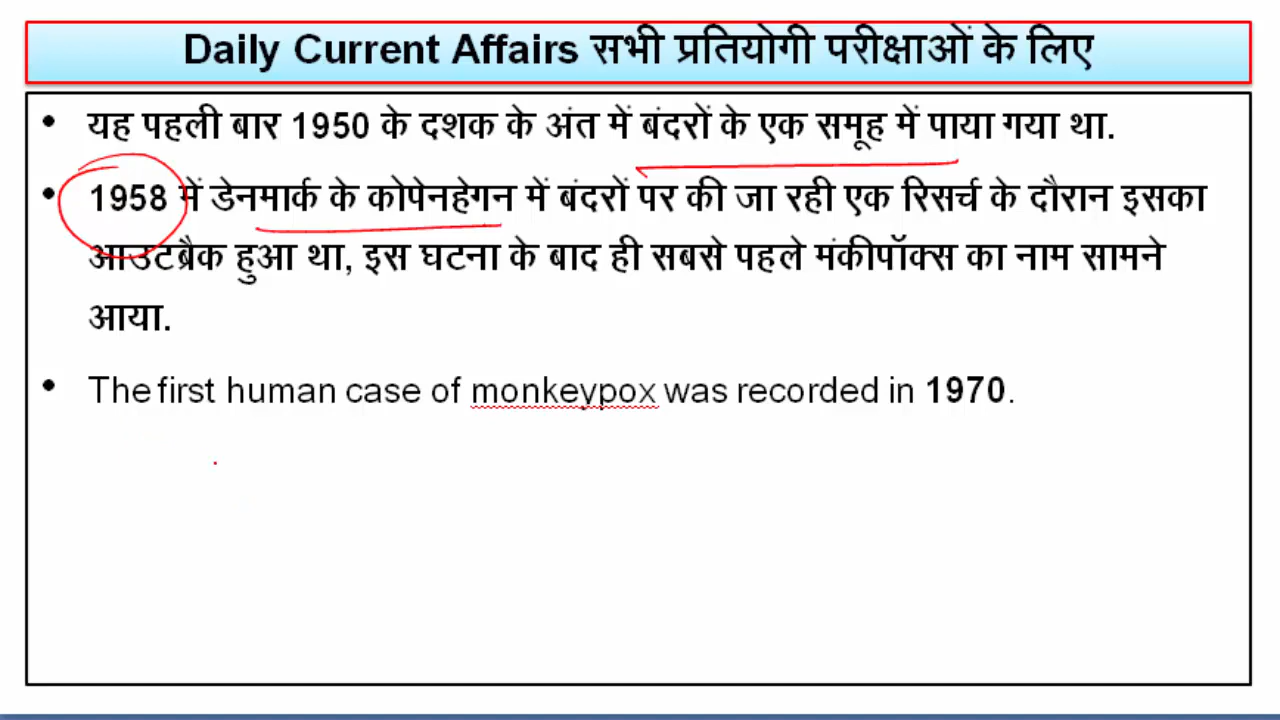 Daily Current Affairs सभी प्रतियोगी परीक्षाओं के लिए
• यह पहली बार 1950 के दशक के अंत में बंदरों के एक समूह में पाया गया था.
• 1958 में डेनमार्क के कोपेनहेगन में बंदरों पर की जा रही एक रिसर्च के दौरान इसका
आउटब्रैक हुआ था, इस घटना के बाद ही सबसे पहले मंकीपॉक्स का नाम सामने
आया.
• The first human case of monkeypox was recorded in 1970.